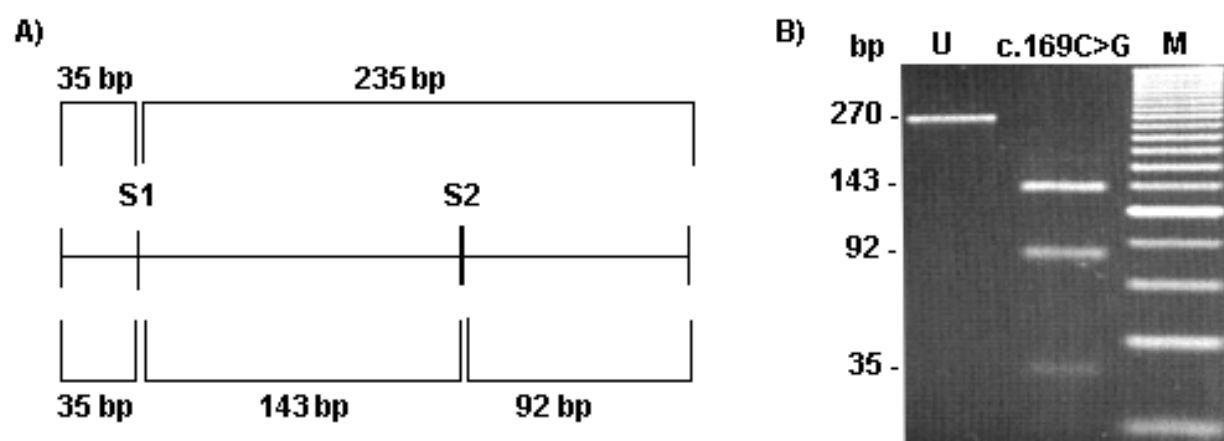 A)
35 bp 235 bp
S1 S2
35 bp 143 bp 92 bp
B)
bp U c.169C>G M
270 -
143 -
92 -
35 -